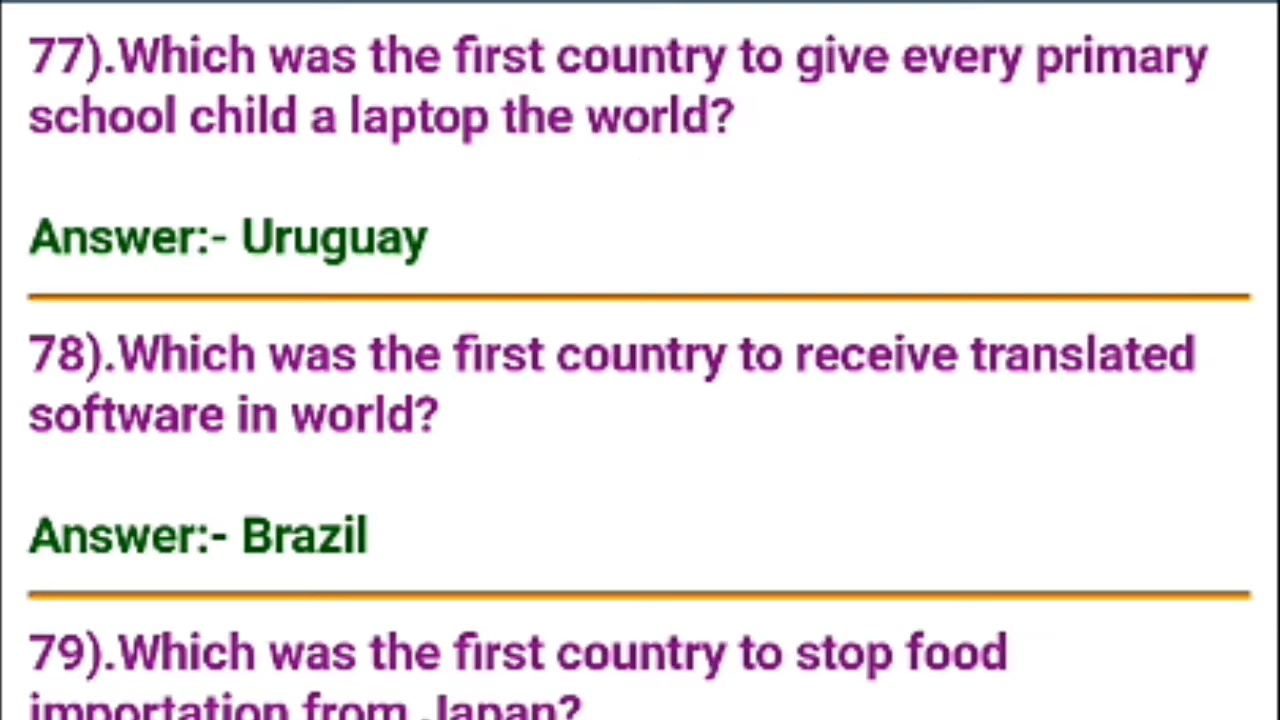 77).Which was the first country to give every primary
school child a laptop the world?
Answer:- Uruguay
78).Which was the first country to receive translated
software in world?
Answer:- Brazil
79).Which was the first country to stop food
importation from Japan?